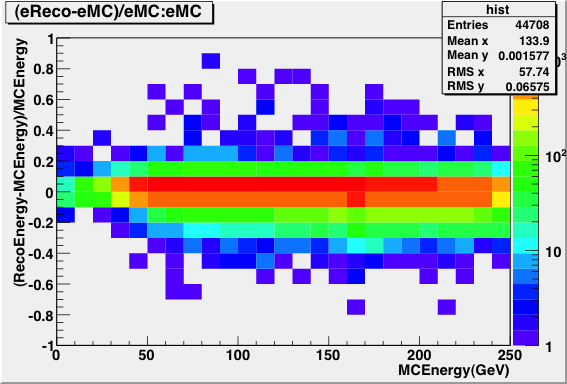 (eReco-eMC)/eMC:eMC
hist
Entries 44708
Mean x 133.9
Mean y 0.001577
RMS x 57.74
RMS y 0.06575
(RecoEnergy-MCEnergy)/MCEnergy
1
0.8
0.6
0.4
0.2
0
-0.2
-0.4
-0.6
-0.8
-1
0 50 100 150 200 250
MCEnergy(GeV)
10²
10
1